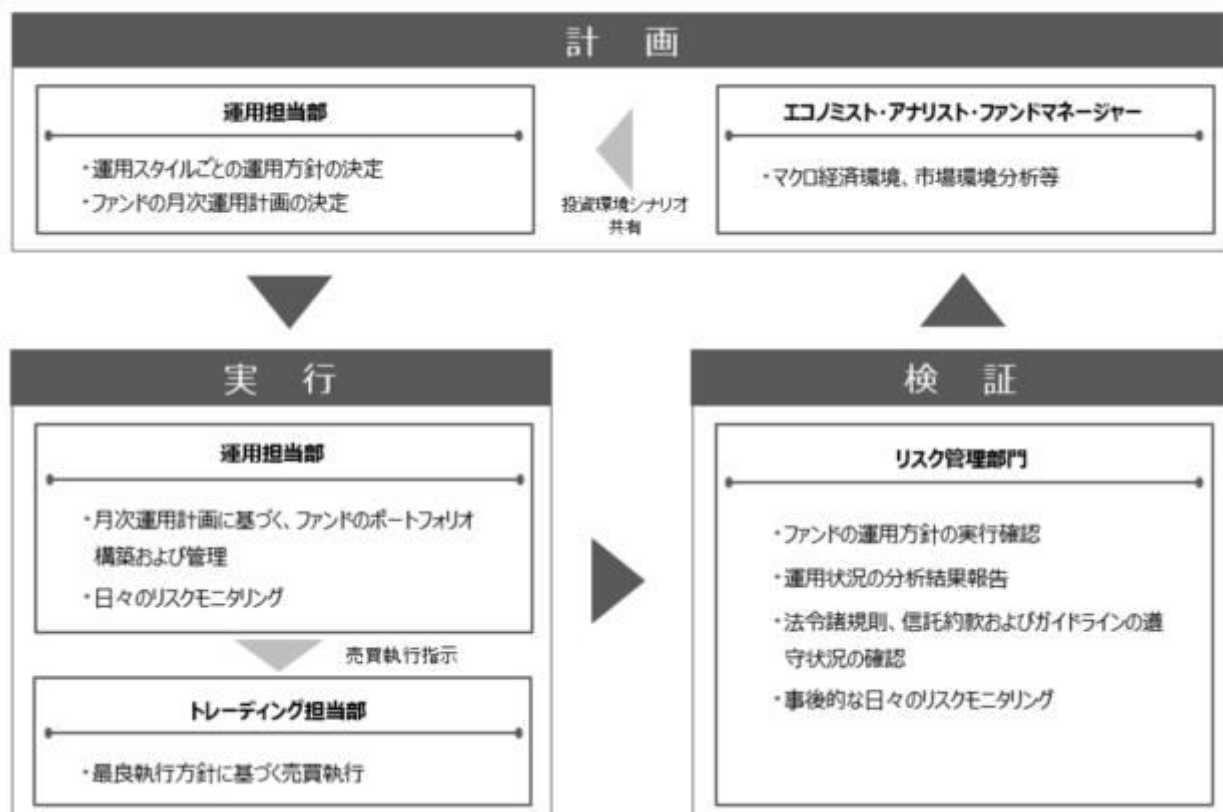 計 画
運用担当部
・運用スタイルごとの運用方針の決定
・ファンドの月次運用計画の決定
投資環境シナリオ
共有
エコノミスト・アナリスト・ファンドマネージャー
・マクロ経済環境、市場環境分析等
実 行
運用担当部
・月次運用計画に基づく、ファンドのポートフォリオ
構築および管理
・日々のリスクモニタリング
売買執行指示
トレーディング担当部
・最良執行方針に基づく売買執行
検 証
リスク管理部門
・ファンドの運用方針の実行確認
・運用状況の分析結果報告
・法令諸規則、信託約款およびガイドラインの遵
守状況の確認
・事後的な日々のリスクモニタリング